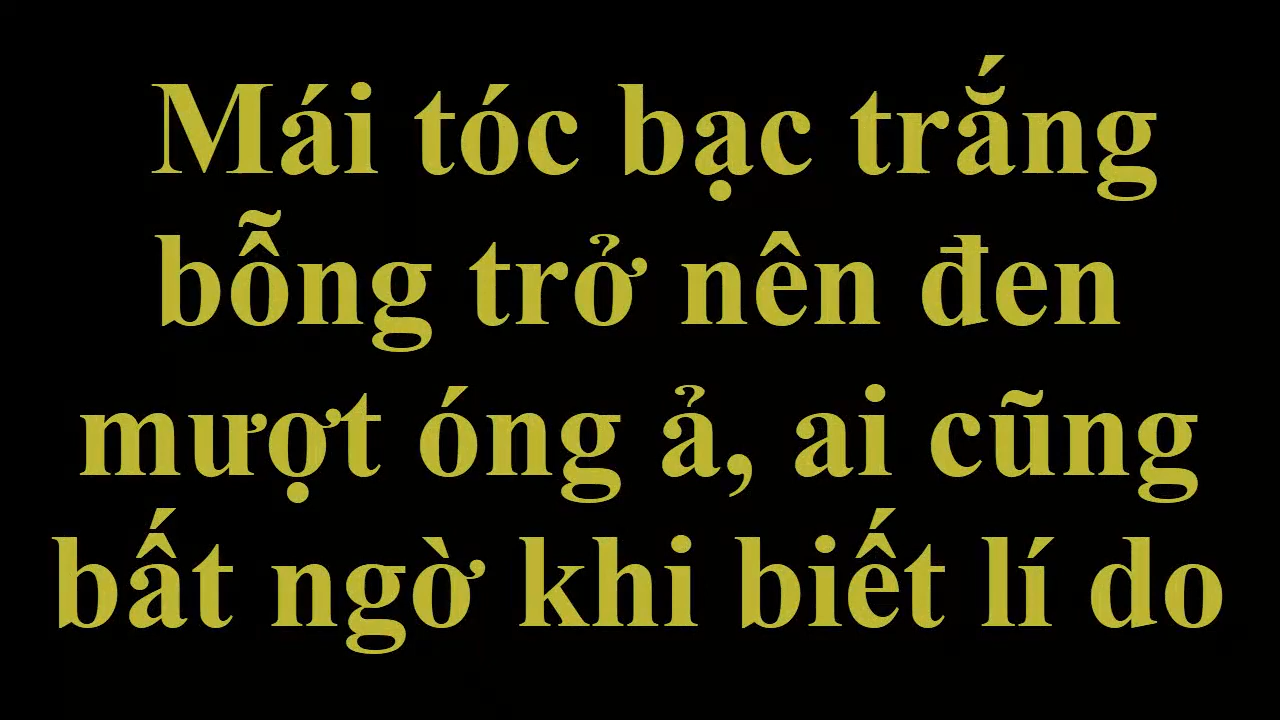 Mái tóc bạc trắng
bỗng trở nên đen
mượt óng ả, ai cũng
bất ngờ khi biết lí do